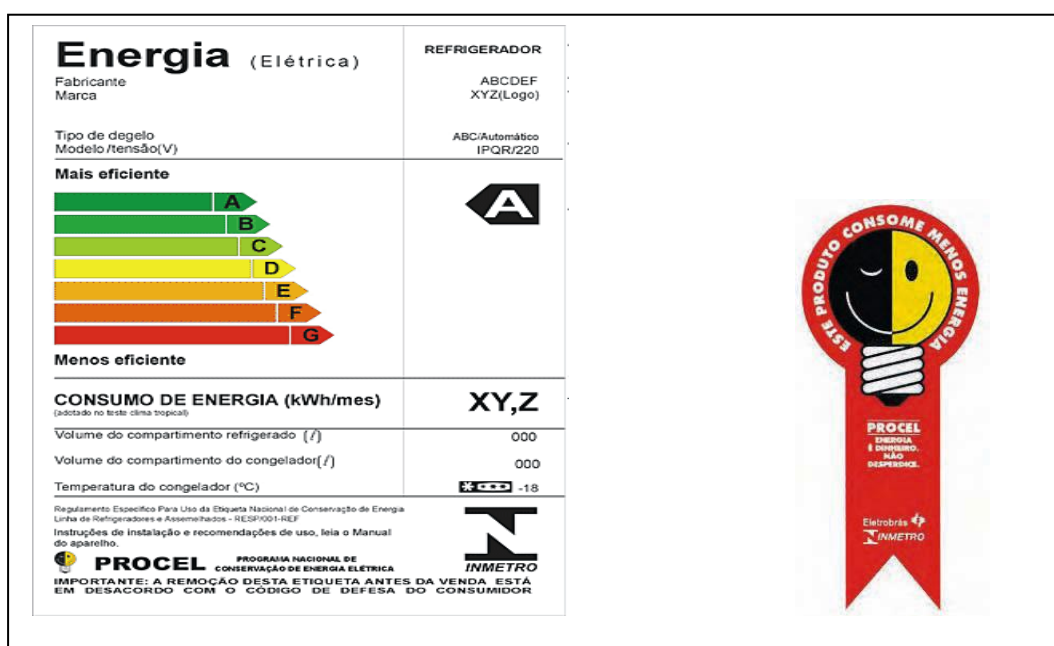 Energia (Elétrica)
REFRIGERADOR
Fabricante
ABCDEF
Marca
XYZ(Logo)
Tipo de degelo
ABC/Automático
Modelo/tensão(V)
IPQR/220
Mais eficiente
A
A
B
C
D
E
F
G
Menos eficiente
CONSUMO DE ENERGIA (kWh/mes)
XY,Z
(adotado no teste clima tropical)
Volume do compartimento refrigerado (l)
000
Volume do compartimento do congelador(l)
000
Temperatura do congelador (ºC)
-18
Regulamento Específico Para Uso da Etiqueta Nacional de Conservação de Energia
Linha de Refrigeradores e Assemelhados - RESP/001-REF
Instruções de instalação e recomendações de uso, leia o Manual
do aparelho.
PROCEL
PROGRAMA NACIONAL DE
CONSERVAÇÃO DE ENERGIA ELÉTRICA
INMETRO
IMPORTANTE: A REMOÇÃO DESTA ETIQUETA ANTES DA VENDA ESTÁ
EM DESACORDO COM O CÓDIGO DE DEFESA DO CONSUMIDOR
ESTE PRODUTO CONSOME MENOS ENERGIA
PROCEL
ENERGIA
É DINHEIRO.
NÃO
DESPERDICE.
Eletrobrás
INMETRO